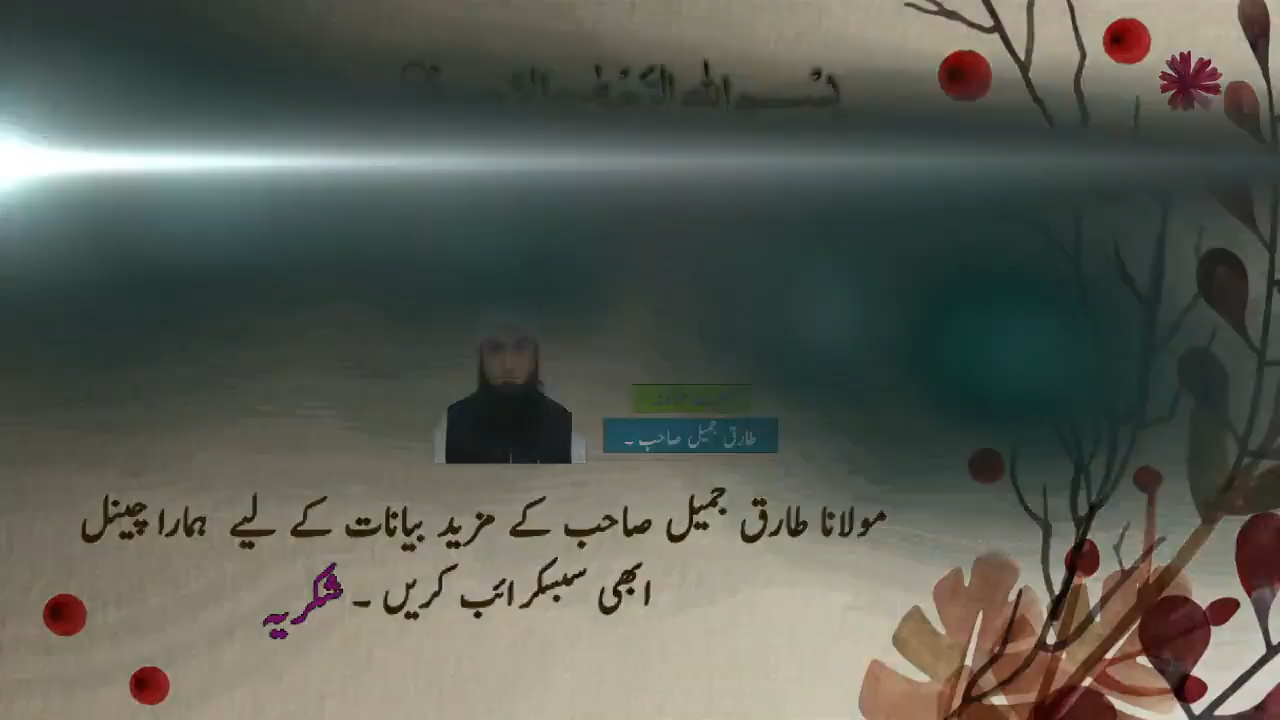 طارق جمیل صاحب ۔
مولانا طارق جمیل صاحب کے مزید بیانات کے لیے ہمارا چینل
ابھی سبسکرائب کریں ۔ شکریہ